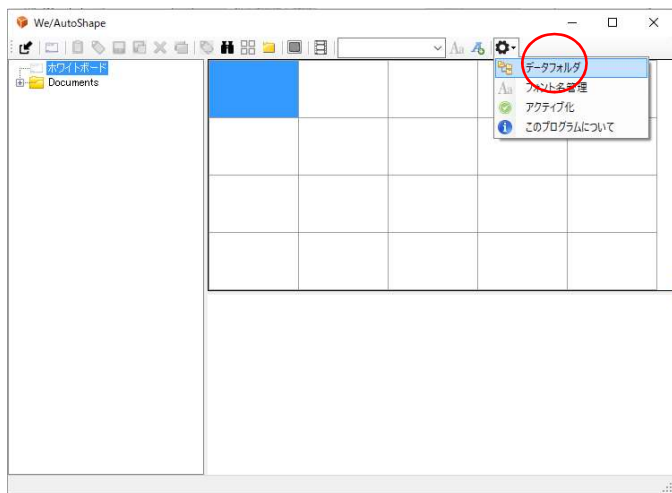 We/AutoShape
Aa
データフォルダ
ホワイトボード
Documents
Aa フォント名管理
アクティブ化
このプログラムについて